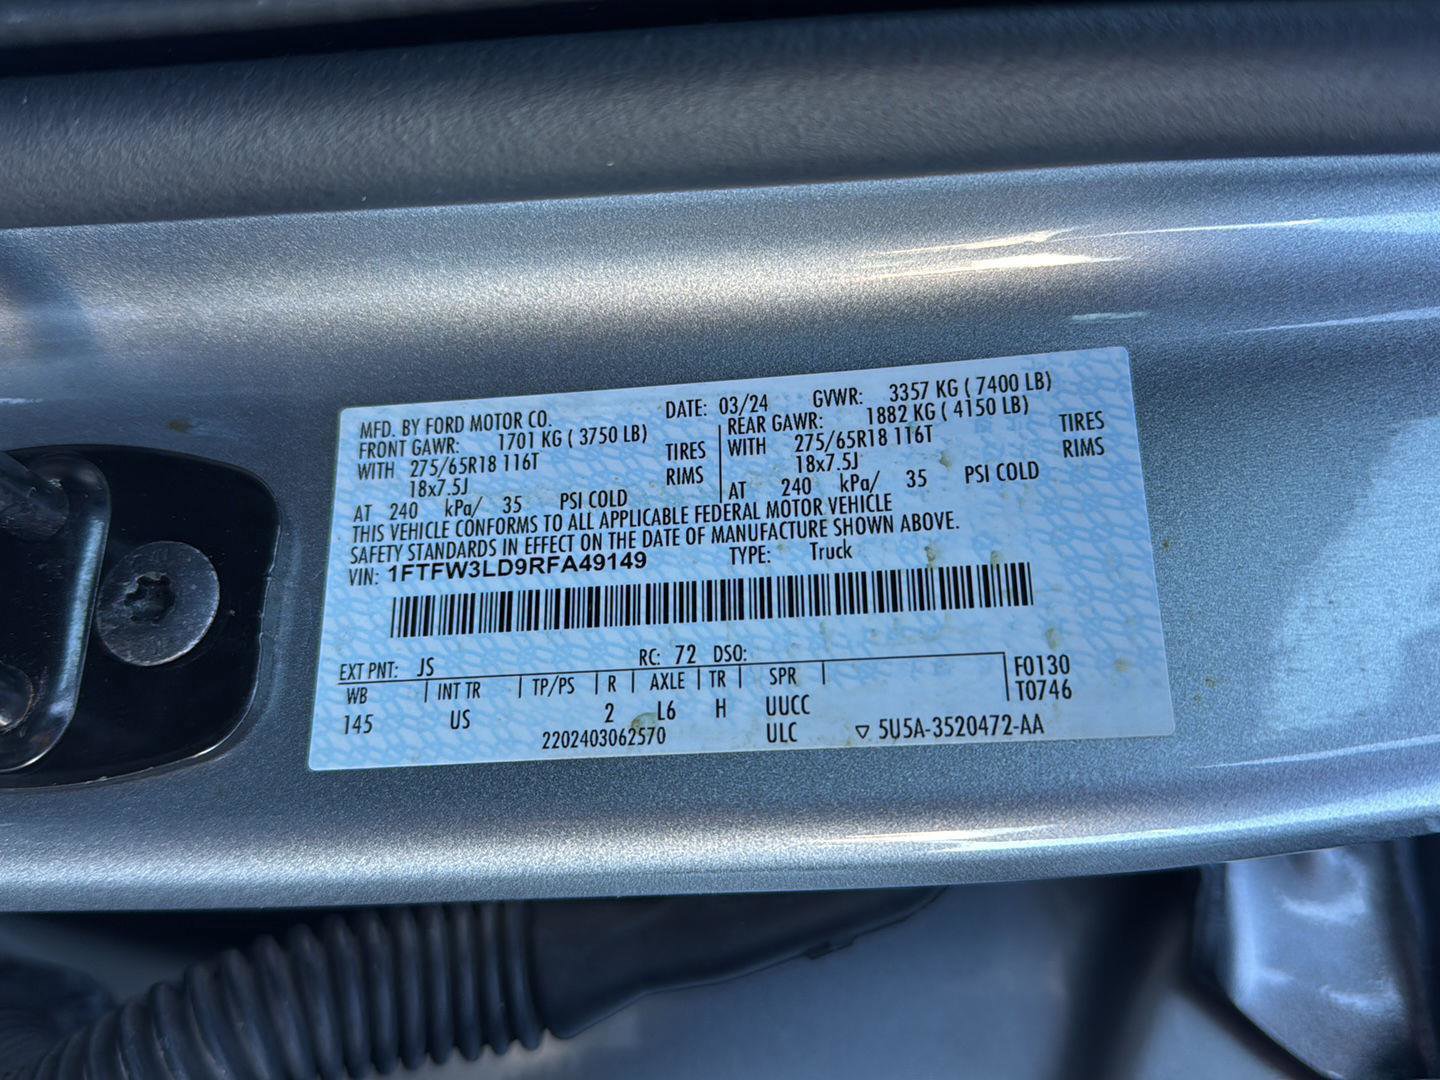 MFD. BY FORD MOTOR CO.
DATE: 03/24 GVWR: 3357 KG ( 7400 LB)
FRONT GAWR: 1701 KG ( 3750 LB)
REAR GAWR: 1882 KG ( 4150 LB)
WITH 275/65R18 116T TIRES
WITH 275/65R18 116T TIRES
18x7.5J RIMS
18x7.5J RIMS
AT 240 kPa/ 35 PSI COLD
AT 240 kPa/ 35 PSI COLD
THIS VEHICLE CONFORMS TO ALL APPLICABLE FEDERAL MOTOR VEHICLE
SAFETY STANDARDS IN EFFECT ON THE DATE OF MANUFACTURE SHOWN ABOVE.
VIN: 1FTFW3LD9RFA49149 TYPE: Truck
EXT PNT: JS RC: 72 DSO:
WB INT TR TP/PS R AXLE TR SPR F0130
145 US 2 L6 H UUCC T0746
2202403062570 ULC ▽ 5U5A-3520472-AA